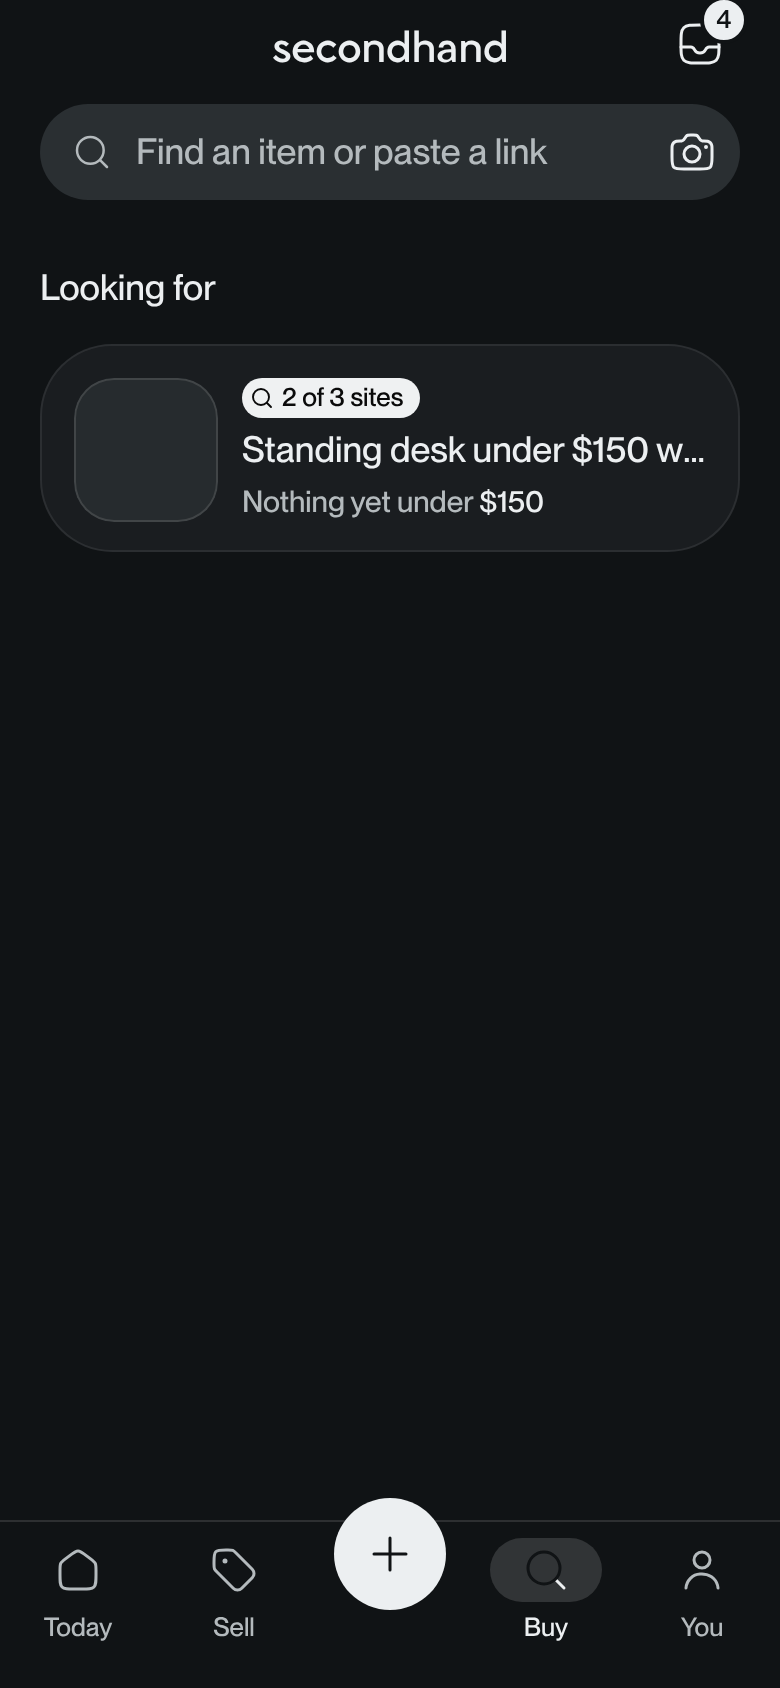 secondhand
4
Find an item or paste a link
Looking for
2 of 3 sites
Standing desk under $150 w...
Nothing yet under $150
Today
Sell
Buy
You